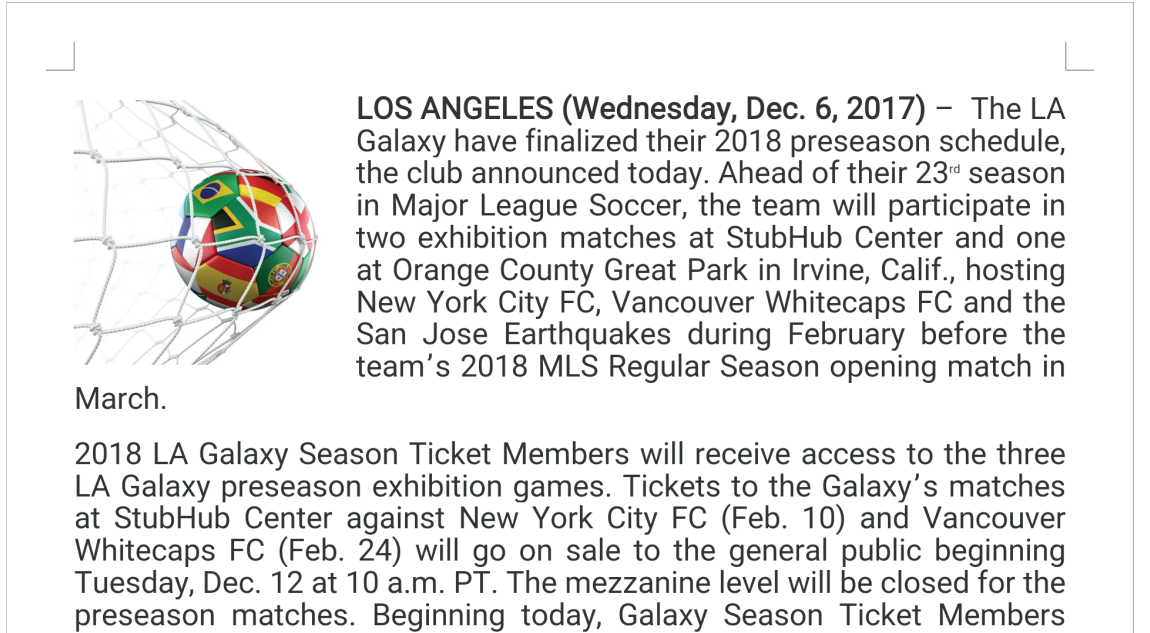 LOS ANGELES (Wednesday, Dec. 6, 2017) – The LA
Galaxy have finalized their 2018 preseason schedule,
the club announced today. Ahead of their 23rd season
in Major League Soccer, the team will participate in
two exhibition matches at StubHub Center and one
at Orange County Great Park in Irvine, Calif., hosting
New York City FC, Vancouver Whitecaps FC and the
San Jose Earthquakes during February before the
team’s 2018 MLS Regular Season opening match in
March.
2018 LA Galaxy Season Ticket Members will receive access to the three
LA Galaxy preseason exhibition games. Tickets to the Galaxy’s matches
at StubHub Center against New York City FC (Feb. 10) and Vancouver
Whitecaps FC (Feb. 24) will go on sale to the general public beginning
Tuesday, Dec. 12 at 10 a.m. PT. The mezzanine level will be closed for the
preseason matches. Beginning today, Galaxy Season Ticket Members